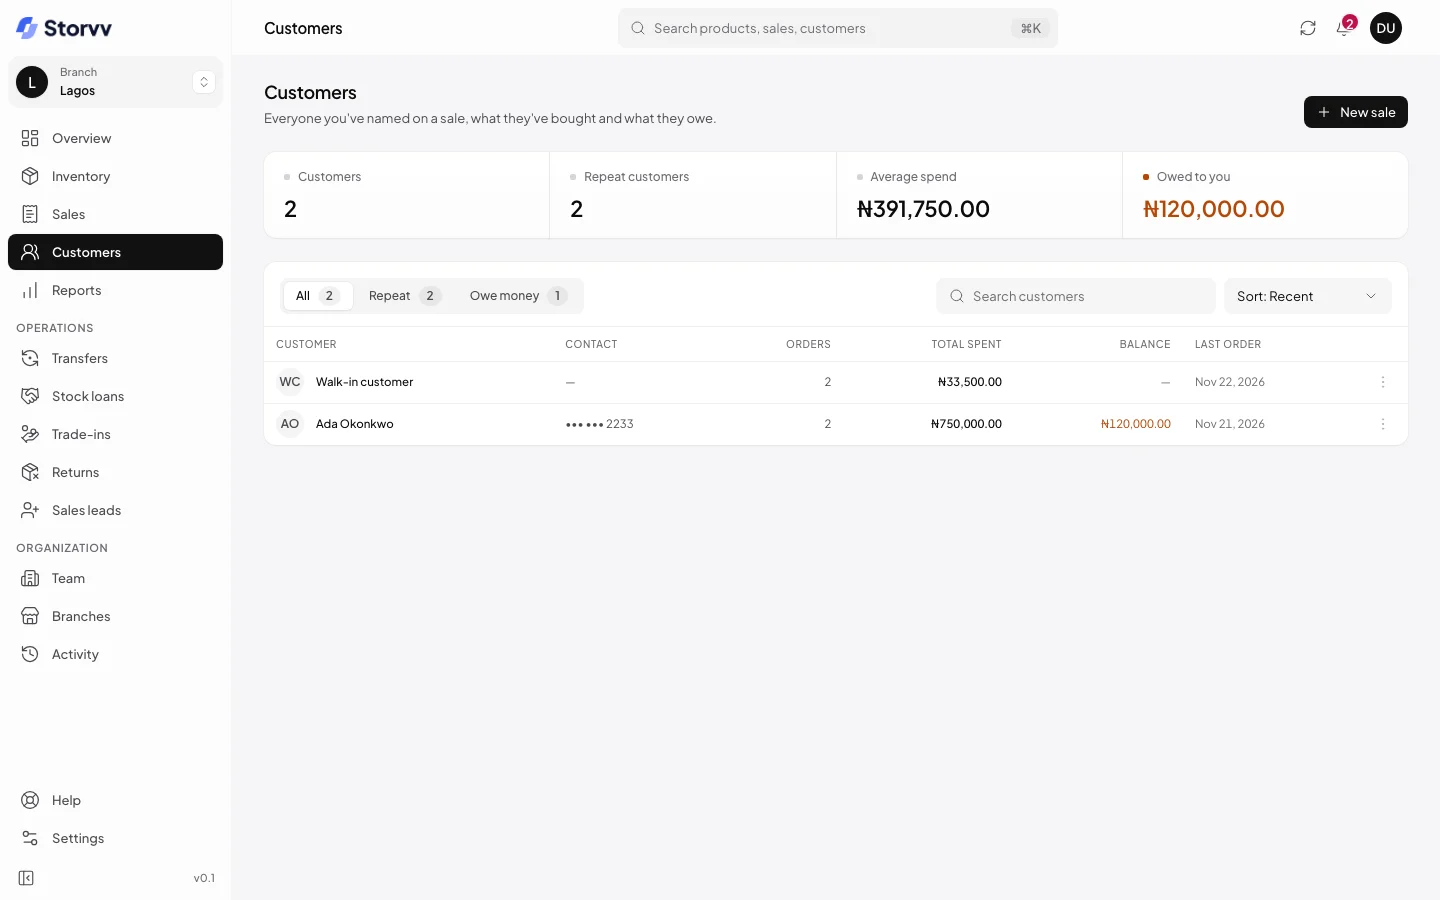 Storvv
Customers
Search products, sales, customers
⌘K
2
DU
L
Branch
Lagos
Overview
Inventory
Sales
Customers
Reports
OPERATIONS
Transfers
Stock loans
Trade-ins
Returns
Sales leads
ORGANIZATION
Team
Branches
Activity
Help
Settings
v0.1
Customers
Everyone you've named on a sale, what they've bought and what they owe.
New sale
Customers
2
Repeat customers
2
Average spend
₦391,750.00
Owed to you
₦120,000.00
All 2 Repeat 2 Owe money 1
Search customers
Sort: Recent
CUSTOMER CONTACT ORDERS TOTAL SPENT BALANCE LAST ORDER
WC Walk-in customer — 2 ₦33,500.00 — Nov 22, 2026
AO Ada Okonkwo ••• ••• 2233 2 ₦750,000.00 ₦120,000.00 Nov 21, 2026